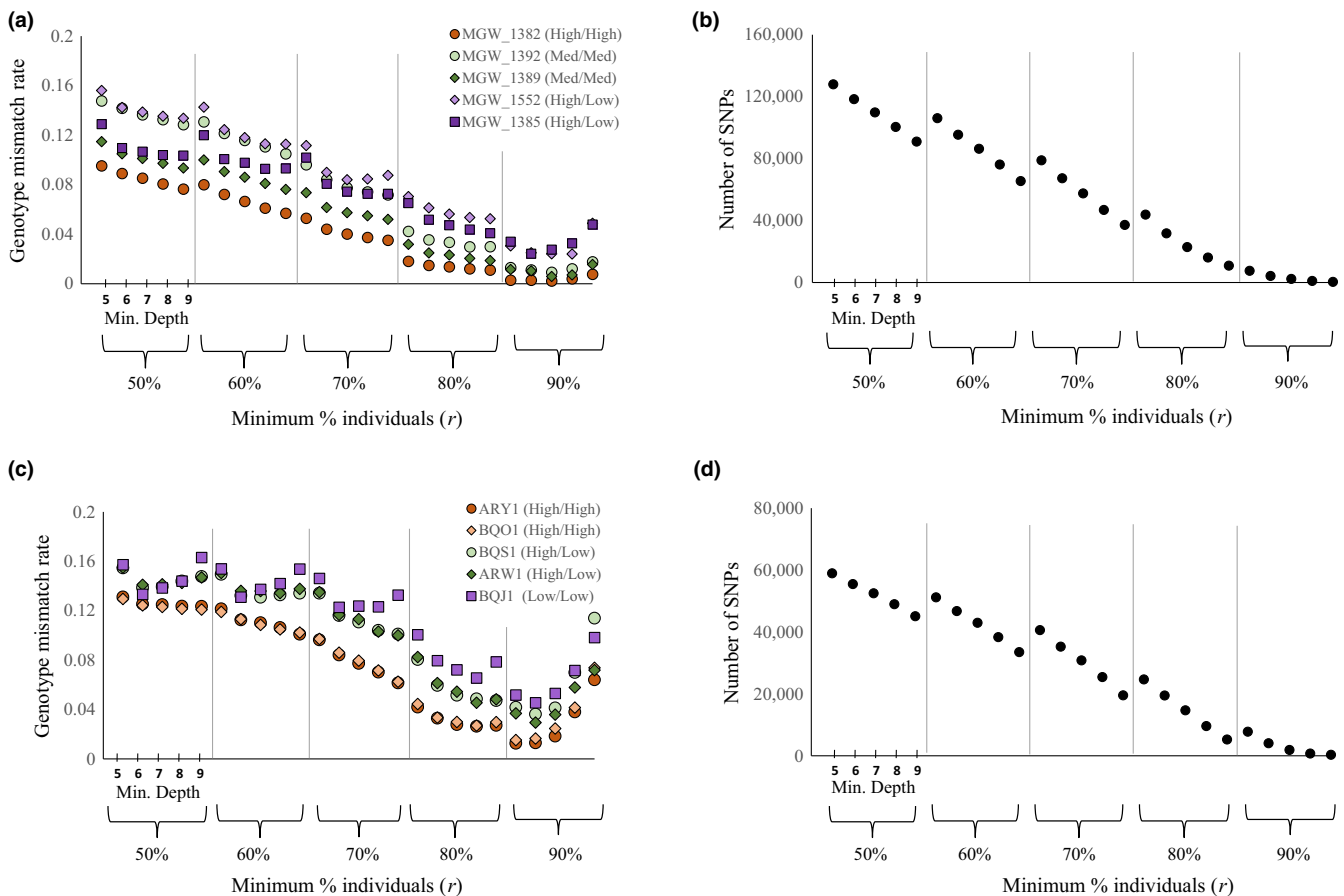 (a)
0.2
0.16
0.12
0.08
0.04
0
Genotype mismatch rate
MGW_1382 (High/High)
MGW_1392 (Med/Med)
MGW_1389 (Med/Med)
MGW_1552 (High/Low)
MGW_1385 (High/Low)
5 6 7 8 9
Min. Depth
50% 60% 70% 80% 90%
Minimum % individuals (r)
(b)
160,000
120,000
80,000
40,000
0
Number of SNPs
5 6 7 8 9
Min. Depth
50% 60% 70% 80% 90%
Minimum % individuals (r)
(c)
0.2
0.16
0.12
0.08
0.04
0
Genotype mismatch rate
ARY1 (High/High)
BQO1 (High/High)
BQS1 (High/Low)
ARW1 (High/Low)
BQJ1 (Low/Low)
5 6 7 8 9
Min. Depth
50% 60% 70% 80% 90%
Minimum % individuals (r)
(d)
80,000
60,000
40,000
20,000
0
Number of SNPs
5 6 7 8 9
Min. Depth
50% 60% 70% 80% 90%
Minimum % individuals (r)